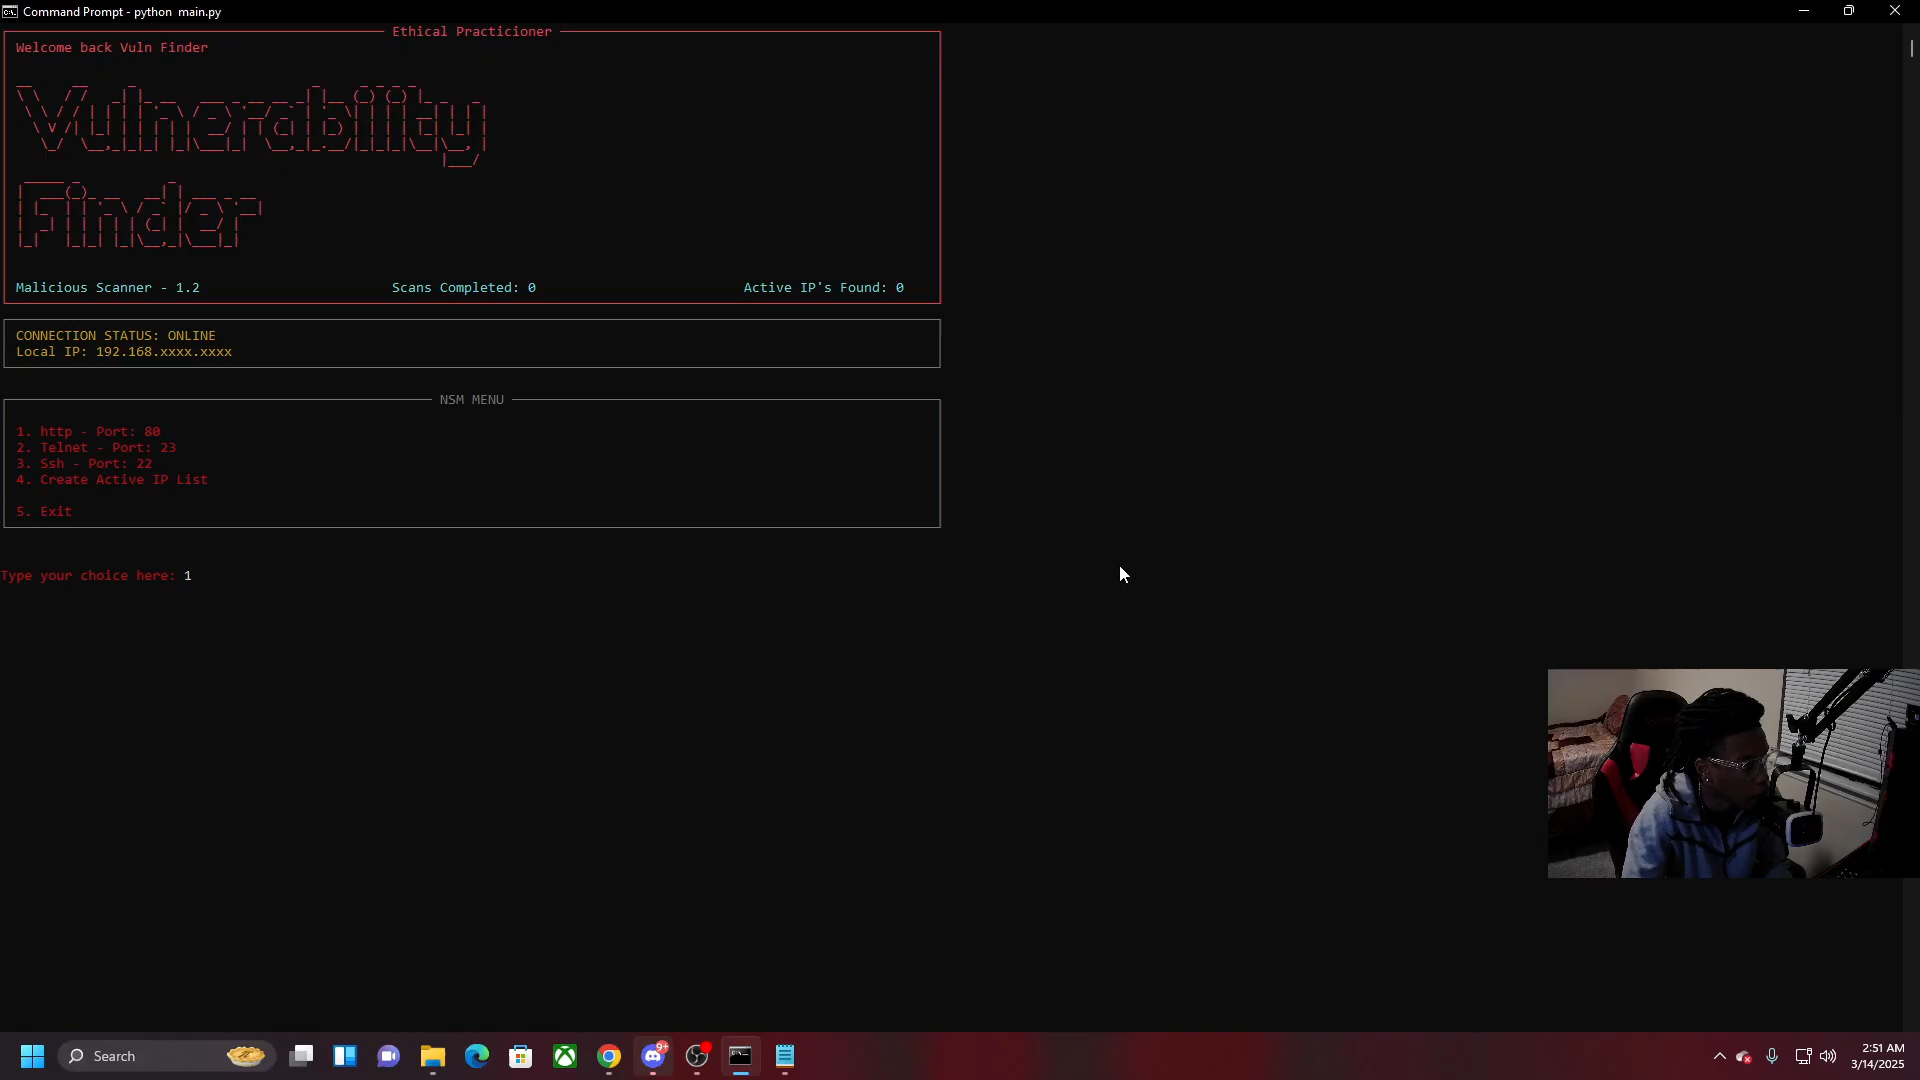 Command Prompt - python  main.py
Ethical Practicioner
Welcome back Vuln Finder
Vulnerabiity
Finder
Malicious Scanner - 1.2
Scans Completed: 0
Active IP's Found: 0
CONNECTION STATUS: ONLINE
Local IP: 192.168.xxxx.xxxx
NSM MENU
1. http - Port: 80
2. Telnet - Port: 23
3. Ssh - Port: 22
4. Create Active IP List
5. Exit
Type your choice here: 1
Search
9+
2:51 AM
3/14/2025